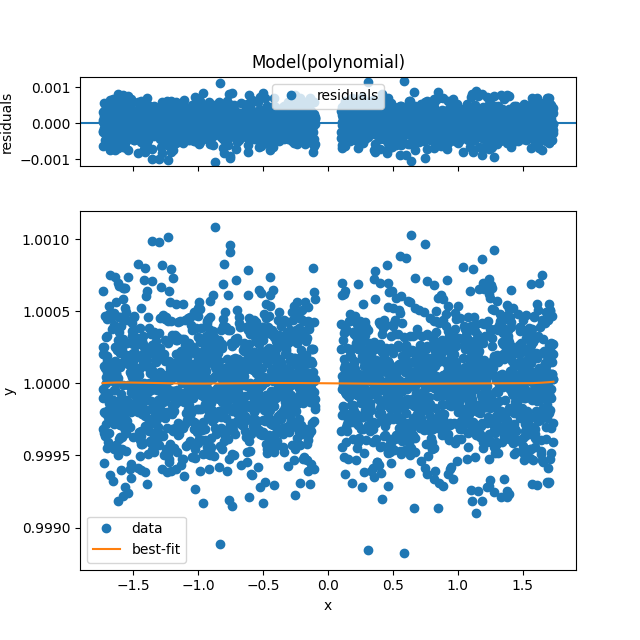 Model(polynomial)
residuals
0.001
0.000
−0.001
residuals
1.0010
1.0005
1.0000
0.9995
0.9990
y
data
best-fit
−1.5 −1.0 −0.5 0.0 0.5 1.0 1.5
x